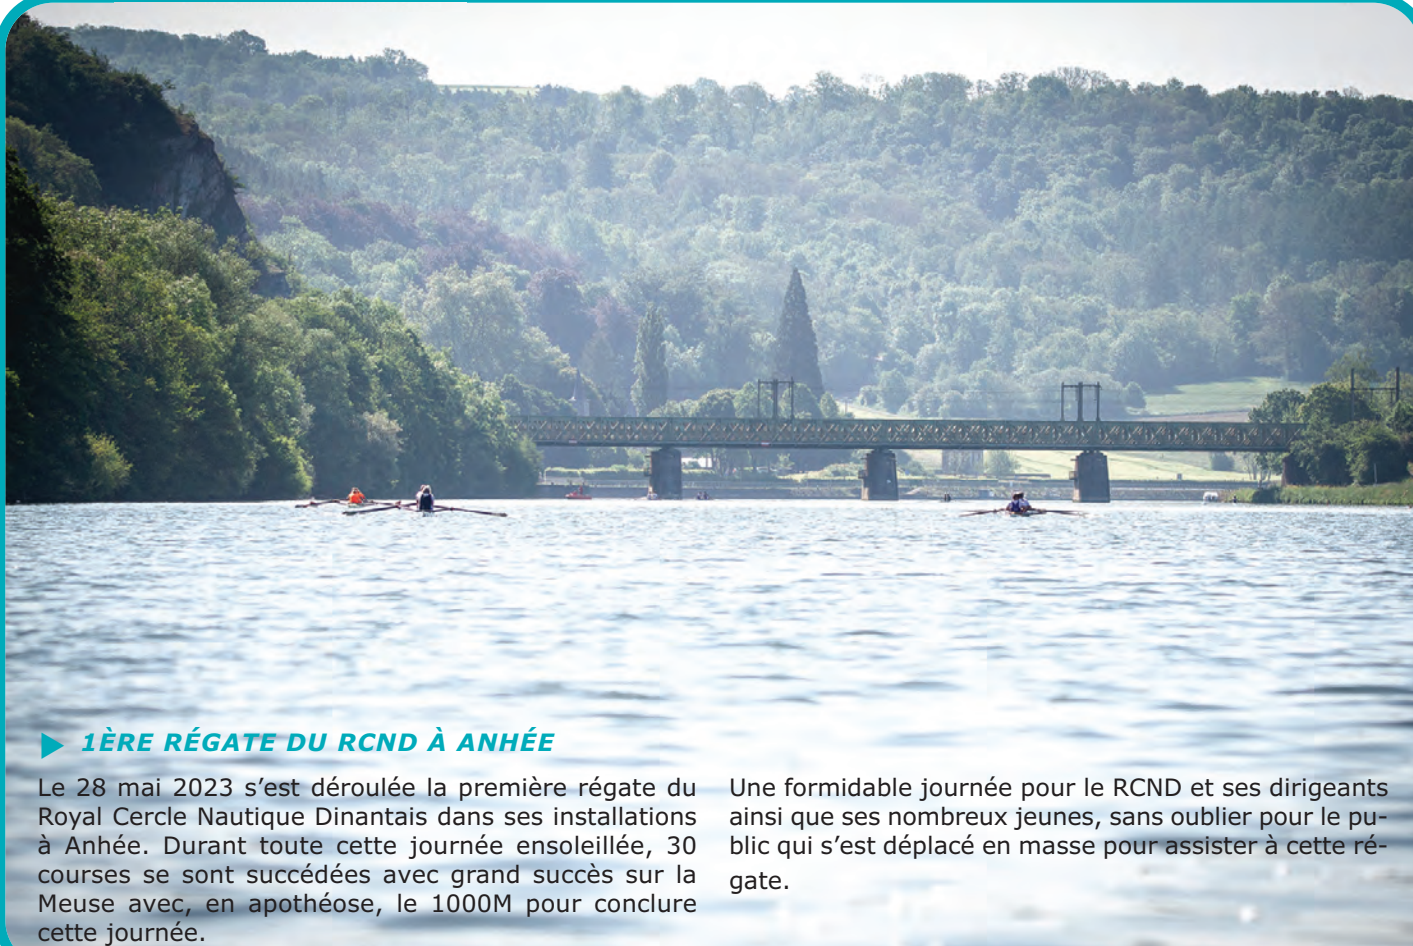 1ÈRE RÉGATE DU RCND À ANHÉE
Le 28 mai 2023 s’est déroulée la première régate du
Royal Cercle Nautique Dinantais dans ses installations
à Anhée. Durant toute cette journée ensoleillée, 30
courses se sont succédées avec grand succès sur la
Meuse avec, en apothéose, le 1000M pour conclure
cette journée.
Une formidable journée pour le RCND et ses dirigeants
ainsi que ses nombreux jeunes, sans oublier pour le pu-
blic qui s’est déplacé en masse pour assister à cette ré-
gate.